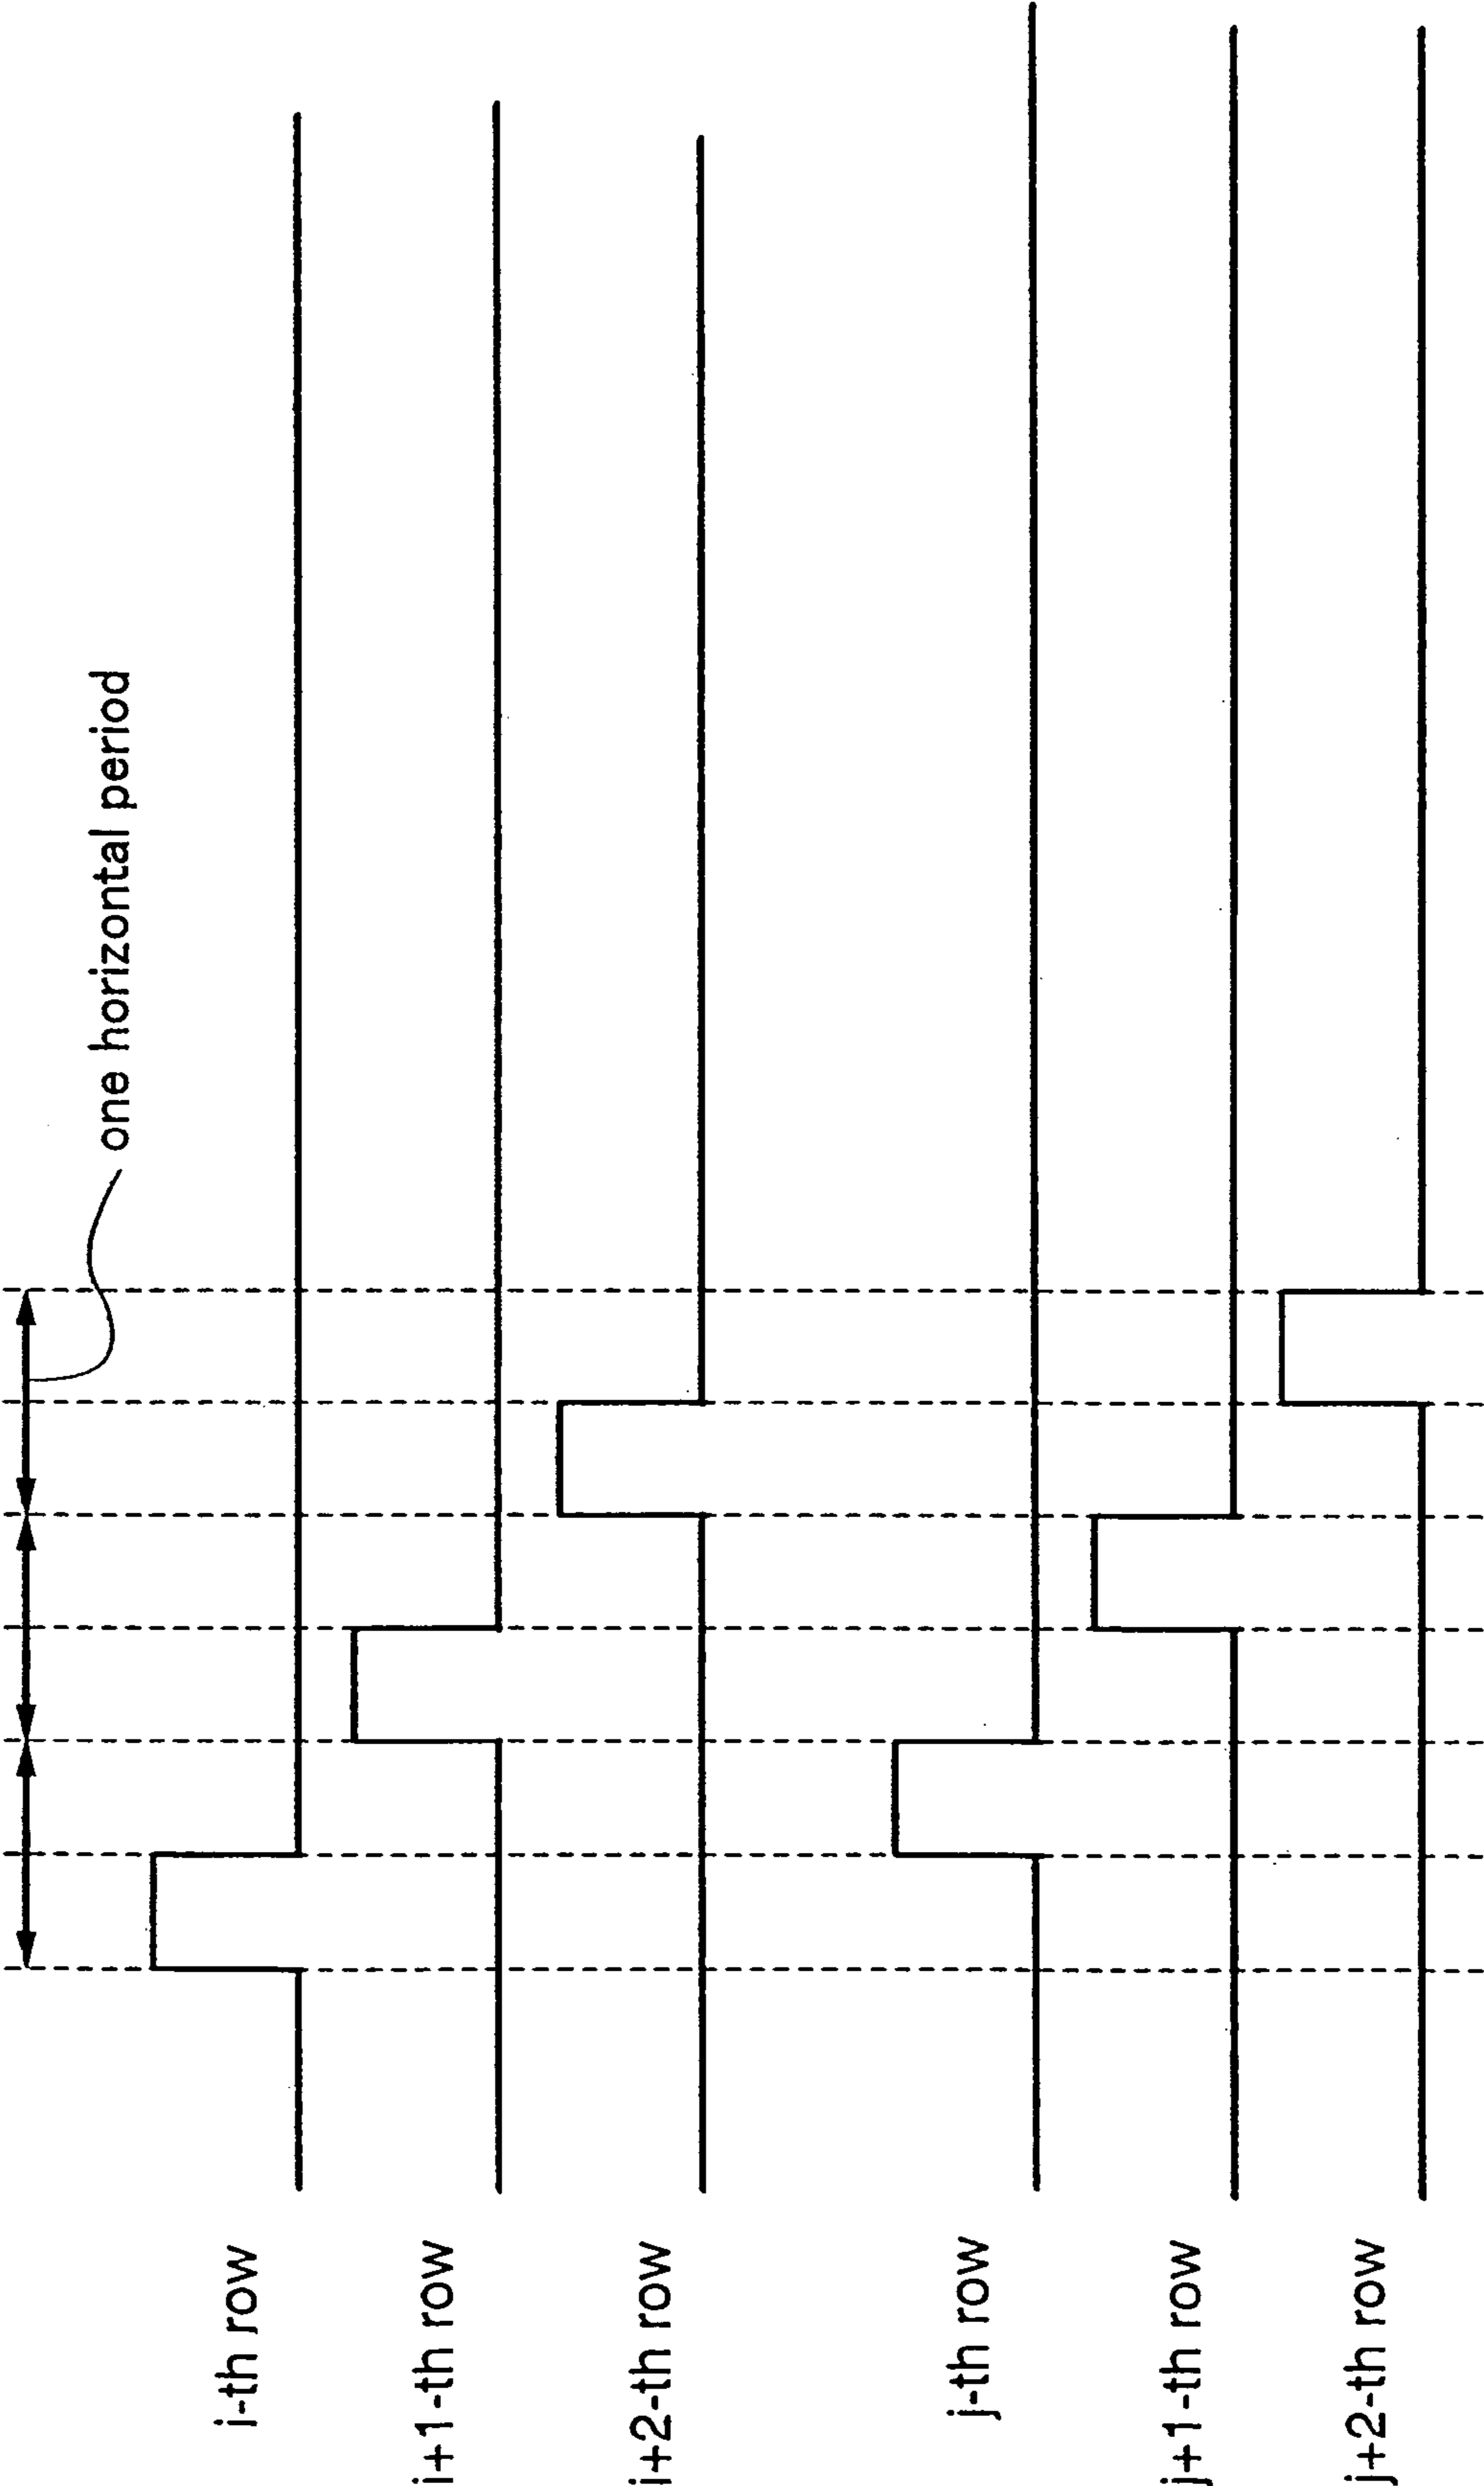 one horizontal period
i-th row
i+1-th row
i+2-th row
j-th row
j+1-th row
j+2-th row